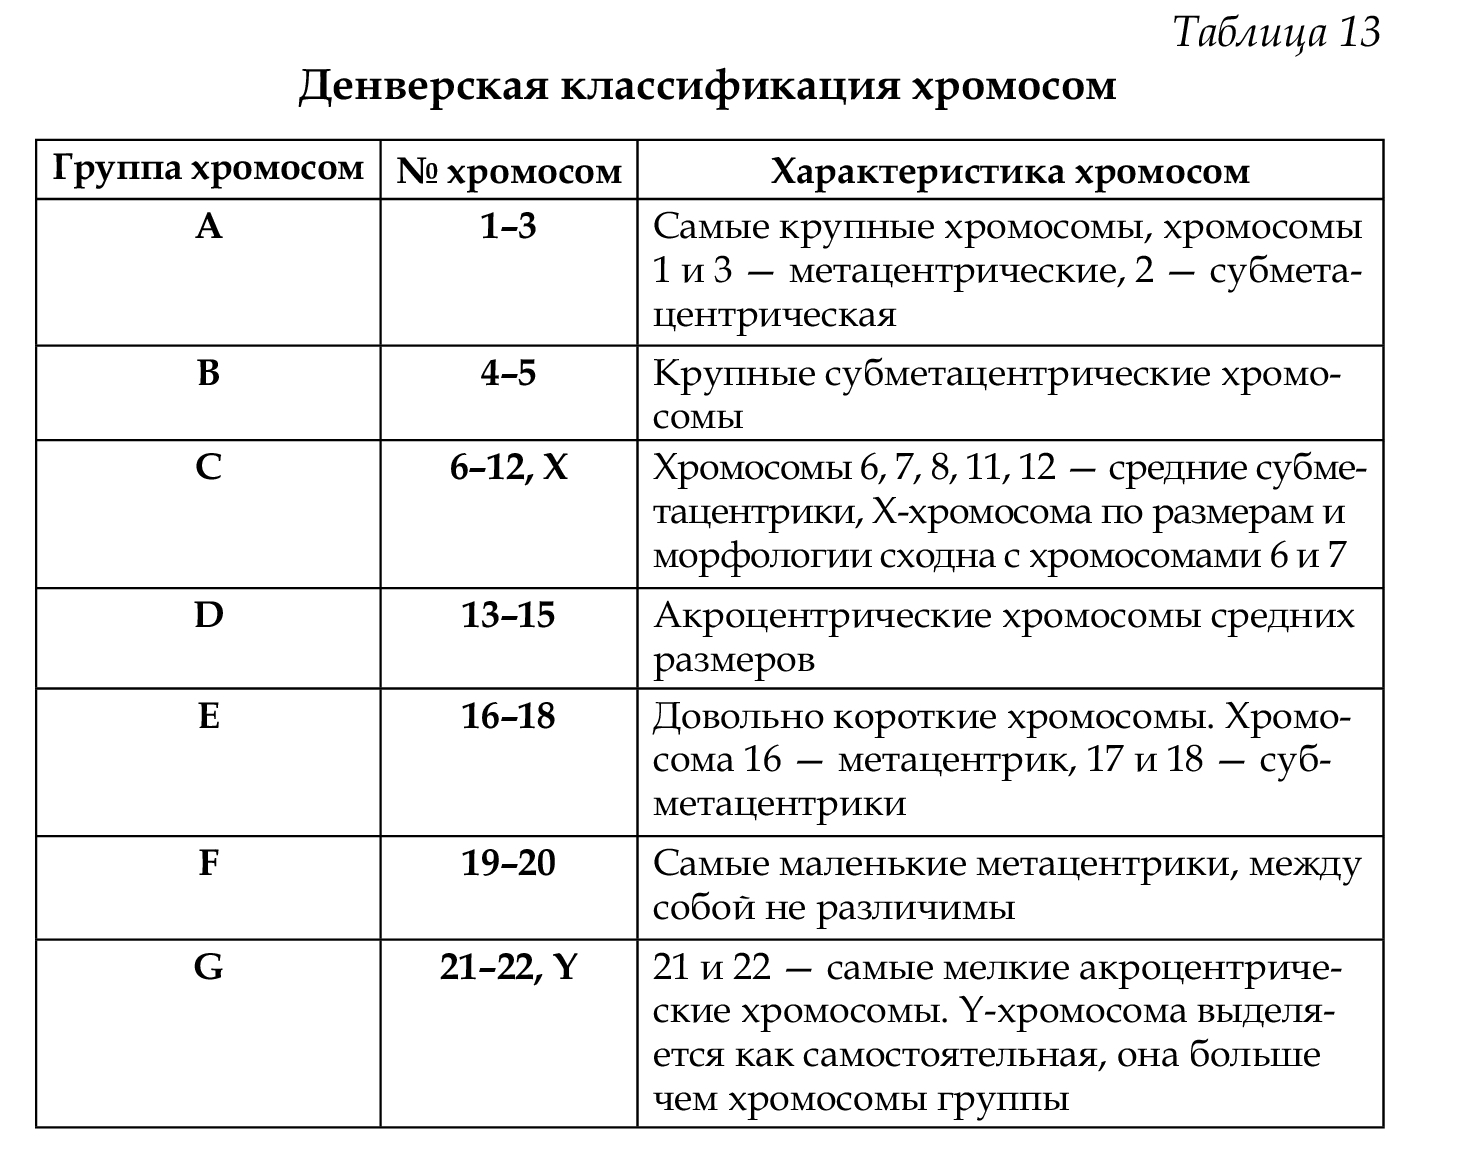 Таблица 13
Денверская классификация хромосом
Группа хромосом № хромосом Характеристика хромосом
A 1–3 Самые крупные хромосомы, хромосомы
1 и 3 — метацентрические, 2 — субмета-
центрическая
B 4–5 Крупные субметацентрические хромо-
сомы
C 6–12, X Хромосомы 6, 7, 8, 11, 12 — средние субме-
тацентрики, X-хромосома по размерам и
морфологии сходна с хромосомами 6 и 7
D 13–15 Акроцентрические хромосомы средних
размеров
E 16–18 Довольно короткие хромосомы. Хромо-
сома 16 — метацентрик, 17 и 18 — суб-
метацентрики
F 19–20 Самые маленькие метацентрики, между
собой не различимы
G 21–22, Y 21 и 22 — самые мелкие акроцентриче-
ские хромосомы. Y-хромосома выделя-
ется как самостоятельная, она больше
чем хромосомы группы